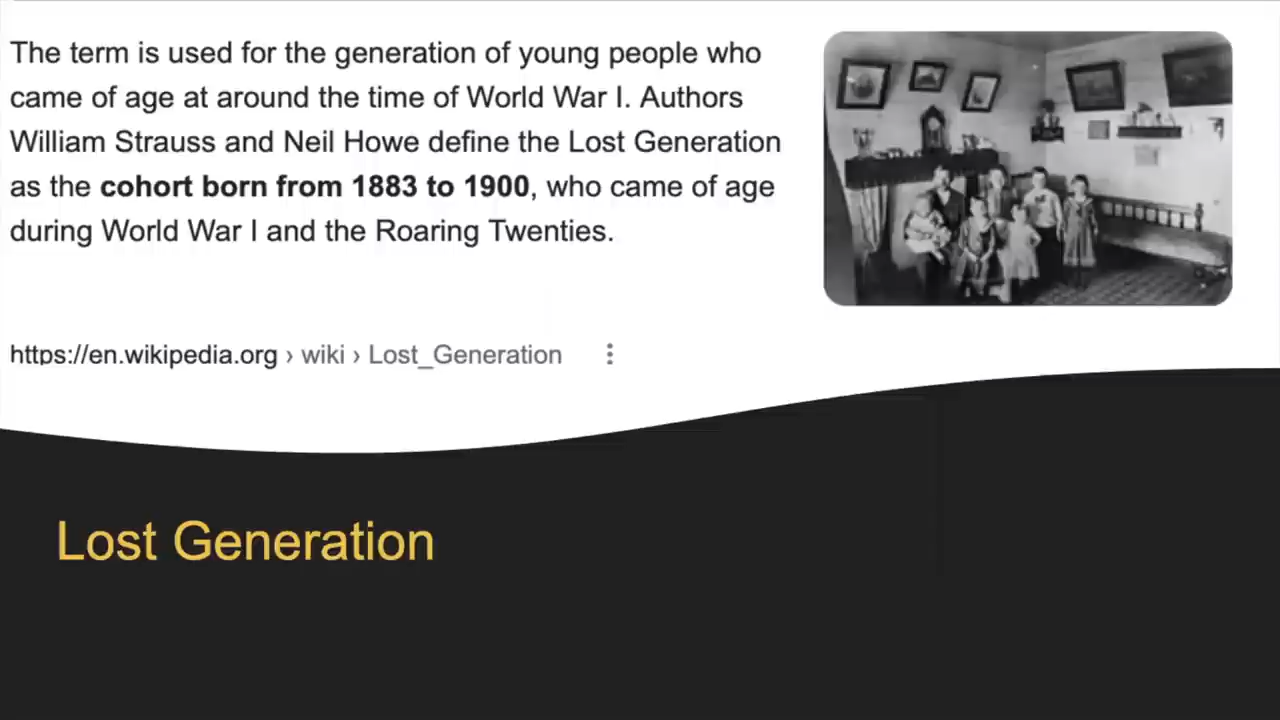 The term is used for the generation of young people who
came of age at around the time of World War I. Authors
William Strauss and Neil Howe define the Lost Generation
as the cohort born from 1883 to 1900, who came of age
during World War I and the Roaring Twenties.
https://en.wikipedia.org › wiki › Lost_Generation
Lost Generation